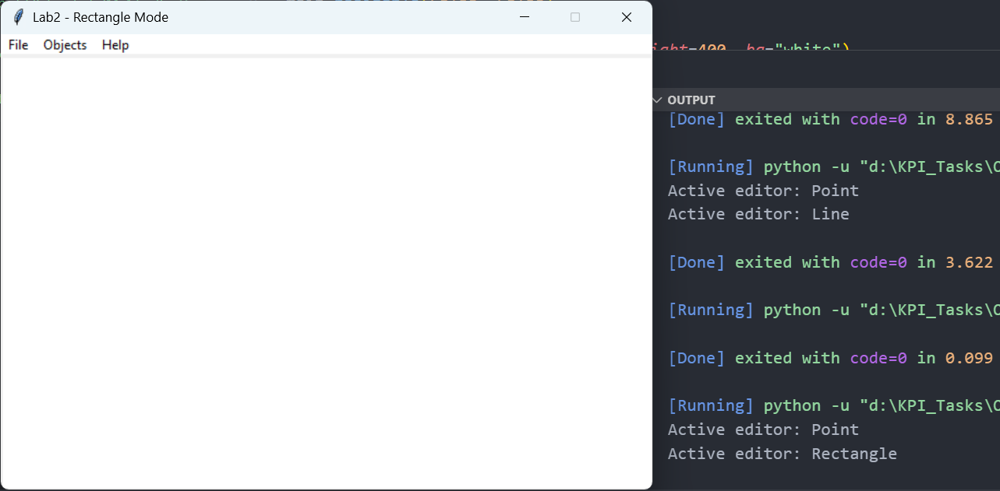 Lab2 - Rectangle Mode
File Objects Help
ight=400, bg="white")
OUTPUT
[Done] exited with code=0 in 8.865
[Running] python -u "d:\KPI_Tasks\
Active editor: Point
Active editor: Line
[Done] exited with code=0 in 3.622
[Running] python -u "d:\KPI_Tasks\
[Done] exited with code=0 in 0.099
[Running] python -u "d:\KPI_Tasks\
Active editor: Point
Active editor: Rectangle